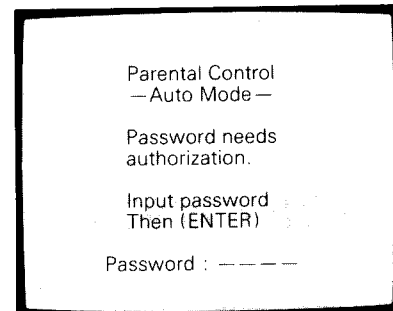 Parental Control
—Auto Mode—
Password needs
authorization.
Input password
Then (ENTER)
Password : ————